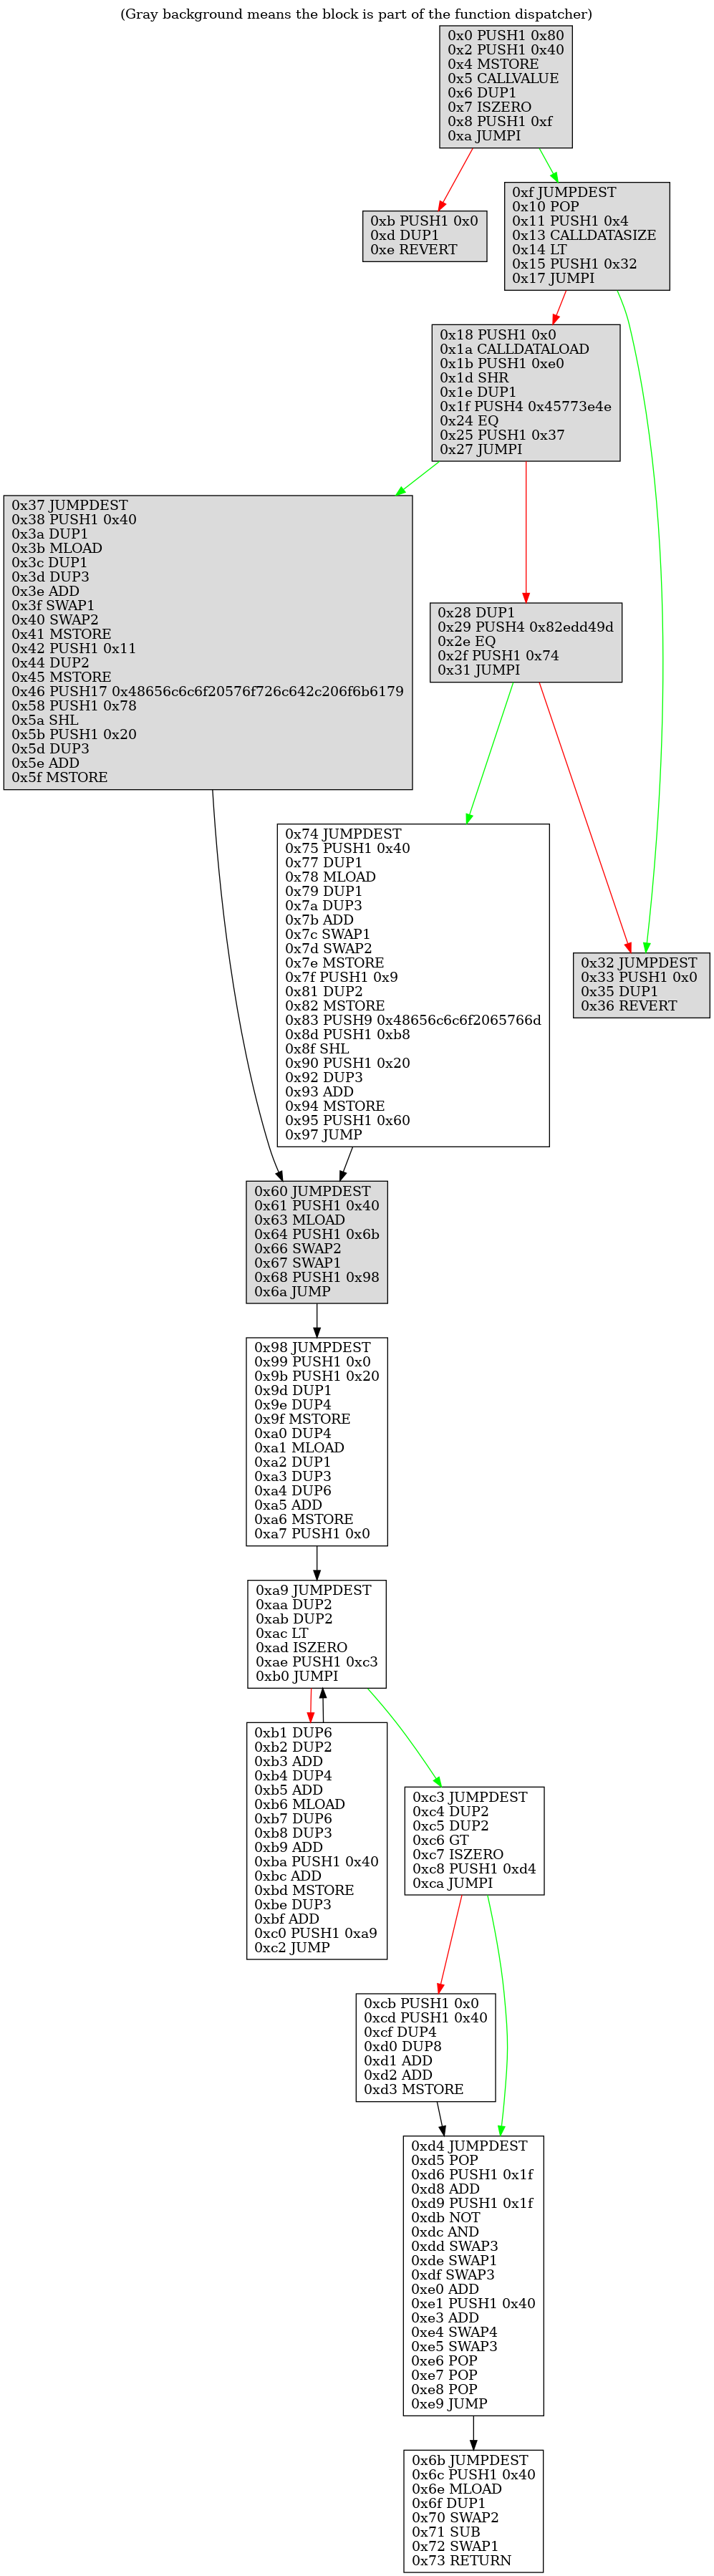 (Gray background means the block is part of the function dispatcher)
0x0 PUSH1 0x80
0x2 PUSH1 0x40
0x4 MSTORE
0x5 CALLVALUE
0x6 DUP1
0x7 ISZERO
0x8 PUSH1 0xf
0xa JUMPI
0xb PUSH1 0x0
0xd DUP1
0xe REVERT
0xf JUMPDEST
0x10 POP
0x11 PUSH1 0x4
0x13 CALLDATASIZE
0x14 LT
0x15 PUSH1 0x32
0x17 JUMPI
0x18 PUSH1 0x0
0x1a CALLDATALOAD
0x1b PUSH1 0xe0
0x1d SHR
0x1e DUP1
0x1f PUSH4 0x45773e4e
0x24 EQ
0x25 PUSH1 0x37
0x27 JUMPI
0x37 JUMPDEST
0x38 PUSH1 0x40
0x3a DUP1
0x3b MLOAD
0x3c DUP1
0x3d DUP3
0x3e ADD
0x3f SWAP1
0x40 SWAP2
0x41 MSTORE
0x42 PUSH1 0x11
0x44 DUP2
0x45 MSTORE
0x46 PUSH17 0x48656c6c6f20576f726c642c206f6b6179
0x58 PUSH1 0x78
0x5a SHL
0x5b PUSH1 0x20
0x5d DUP3
0x5e ADD
0x5f MSTORE
0x28 DUP1
0x29 PUSH4 0x82edd49d
0x2e EQ
0x2f PUSH1 0x74
0x31 JUMPI
0x74 JUMPDEST
0x75 PUSH1 0x40
0x77 DUP1
0x78 MLOAD
0x79 DUP1
0x7a DUP3
0x7b ADD
0x7c SWAP1
0x7d SWAP2
0x7e MSTORE
0x7f PUSH1 0x9
0x81 DUP2
0x82 MSTORE
0x83 PUSH9 0x48656c6c6f2065766d
0x8d PUSH1 0xb8
0x8f SHL
0x90 PUSH1 0x20
0x92 DUP3
0x93 ADD
0x94 MSTORE
0x95 PUSH1 0x60
0x97 JUMP
0x32 JUMPDEST
0x33 PUSH1 0x0
0x35 DUP1
0x36 REVERT
0x60 JUMPDEST
0x61 PUSH1 0x40
0x63 MLOAD
0x64 PUSH1 0x6b
0x66 SWAP2
0x67 SWAP1
0x68 PUSH1 0x98
0x6a JUMP
0x98 JUMPDEST
0x99 PUSH1 0x0
0x9b PUSH1 0x20
0x9d DUP1
0x9e DUP4
0x9f MSTORE
0xa0 DUP4
0xa1 MLOAD
0xa2 DUP1
0xa3 DUP3
0xa4 DUP6
0xa5 ADD
0xa6 MSTORE
0xa7 PUSH1 0x0
0xa9 JUMPDEST
0xaa DUP2
0xab DUP2
0xac LT
0xad ISZERO
0xae PUSH1 0xc3
0xb0 JUMPI
0xb1 DUP6
0xb2 DUP2
0xb3 ADD
0xb4 DUP4
0xb5 ADD
0xb6 MLOAD
0xb7 DUP6
0xb8 DUP3
0xb9 ADD
0xba PUSH1 0x40
0xbc ADD
0xbd MSTORE
0xbe DUP3
0xbf ADD
0xc0 PUSH1 0xa9
0xc2 JUMP
0xc3 JUMPDEST
0xc4 DUP2
0xc5 DUP2
0xc6 GT
0xc7 ISZERO
0xc8 PUSH1 0xd4
0xca JUMPI
0xcb PUSH1 0x0
0xcd PUSH1 0x40
0xcf DUP4
0xd0 DUP8
0xd1 ADD
0xd2 ADD
0xd3 MSTORE
0xd4 JUMPDEST
0xd5 POP
0xd6 PUSH1 0x1f
0xd8 ADD
0xd9 PUSH1 0x1f
0xdb NOT
0xdc AND
0xdd SWAP3
0xde SWAP1
0xdf SWAP3
0xe0 ADD
0xe1 PUSH1 0x40
0xe3 ADD
0xe4 SWAP4
0xe5 SWAP3
0xe6 POP
0xe7 POP
0xe8 POP
0xe9 JUMP
0x6b JUMPDEST
0x6c PUSH1 0x40
0x6e MLOAD
0x6f DUP1
0x70 SWAP2
0x71 SUB
0x72 SWAP1
0x73 RETURN